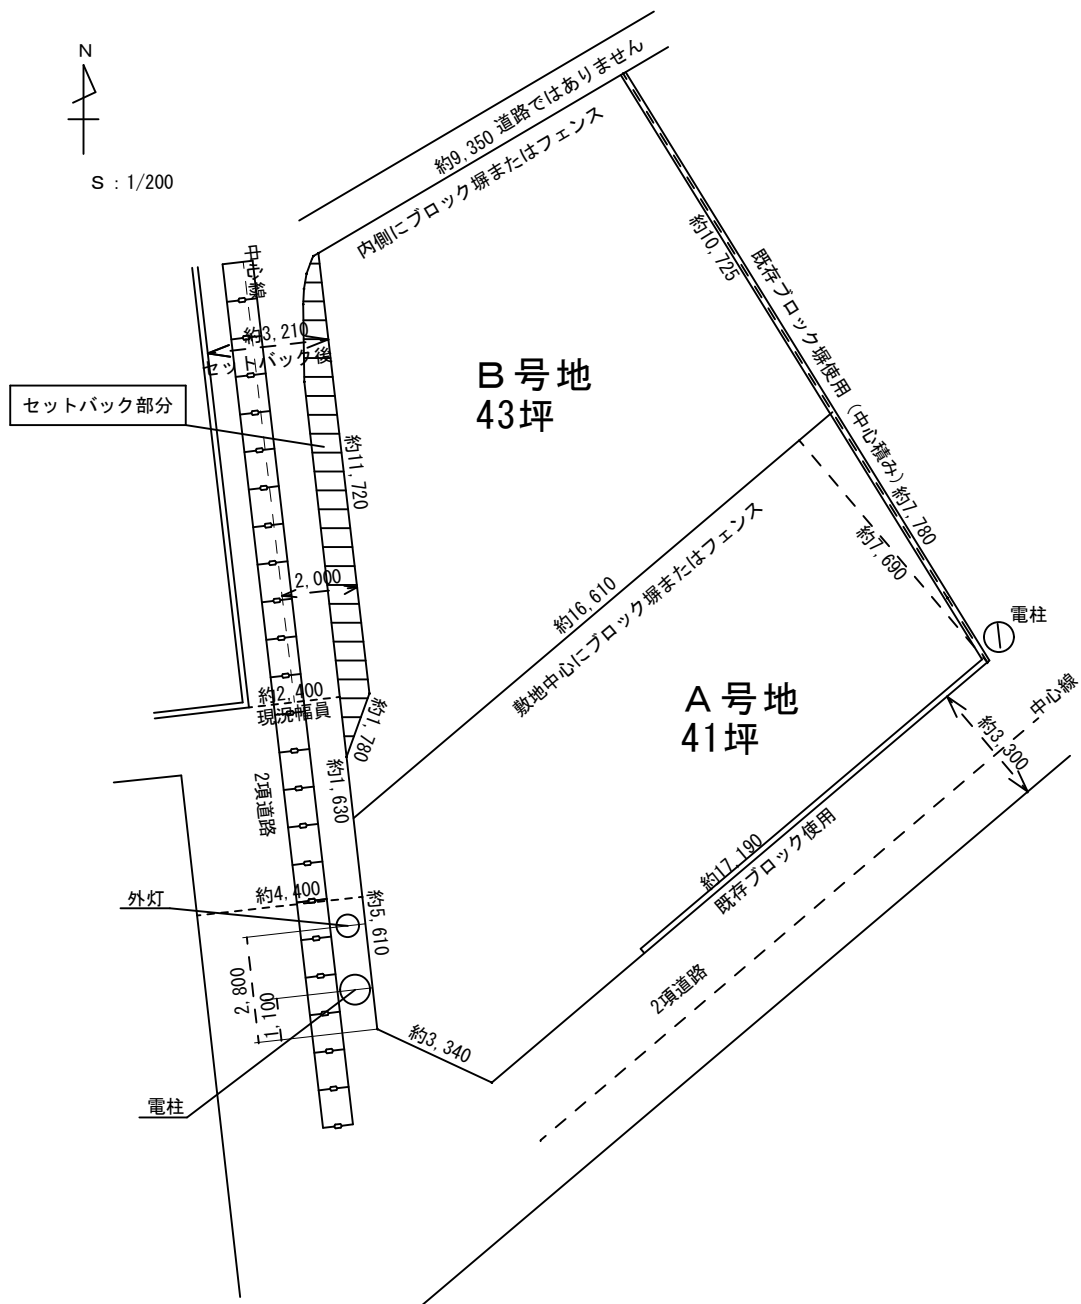 N
S : 1/200
約9,350 道路ではありません
内側にブロック塀またはフェンス
約10,725
既存ブロック塀使用(中心積み)
約7,780
中心線
約3,210
セットバック後
B号地
43坪
セットバック部分
約11,720
2,000
約16,610
敷地中心にブロック塀またはフェンス
約7,690
電柱
約2,400
現況幅員
約1,780
A号地
41坪
中心線
約3,300
2項道路
約1,630
約17,190
既存ブロック使用
外灯
約4,400
約5,610
2,800
1,100
2項道路
約3,340
電柱